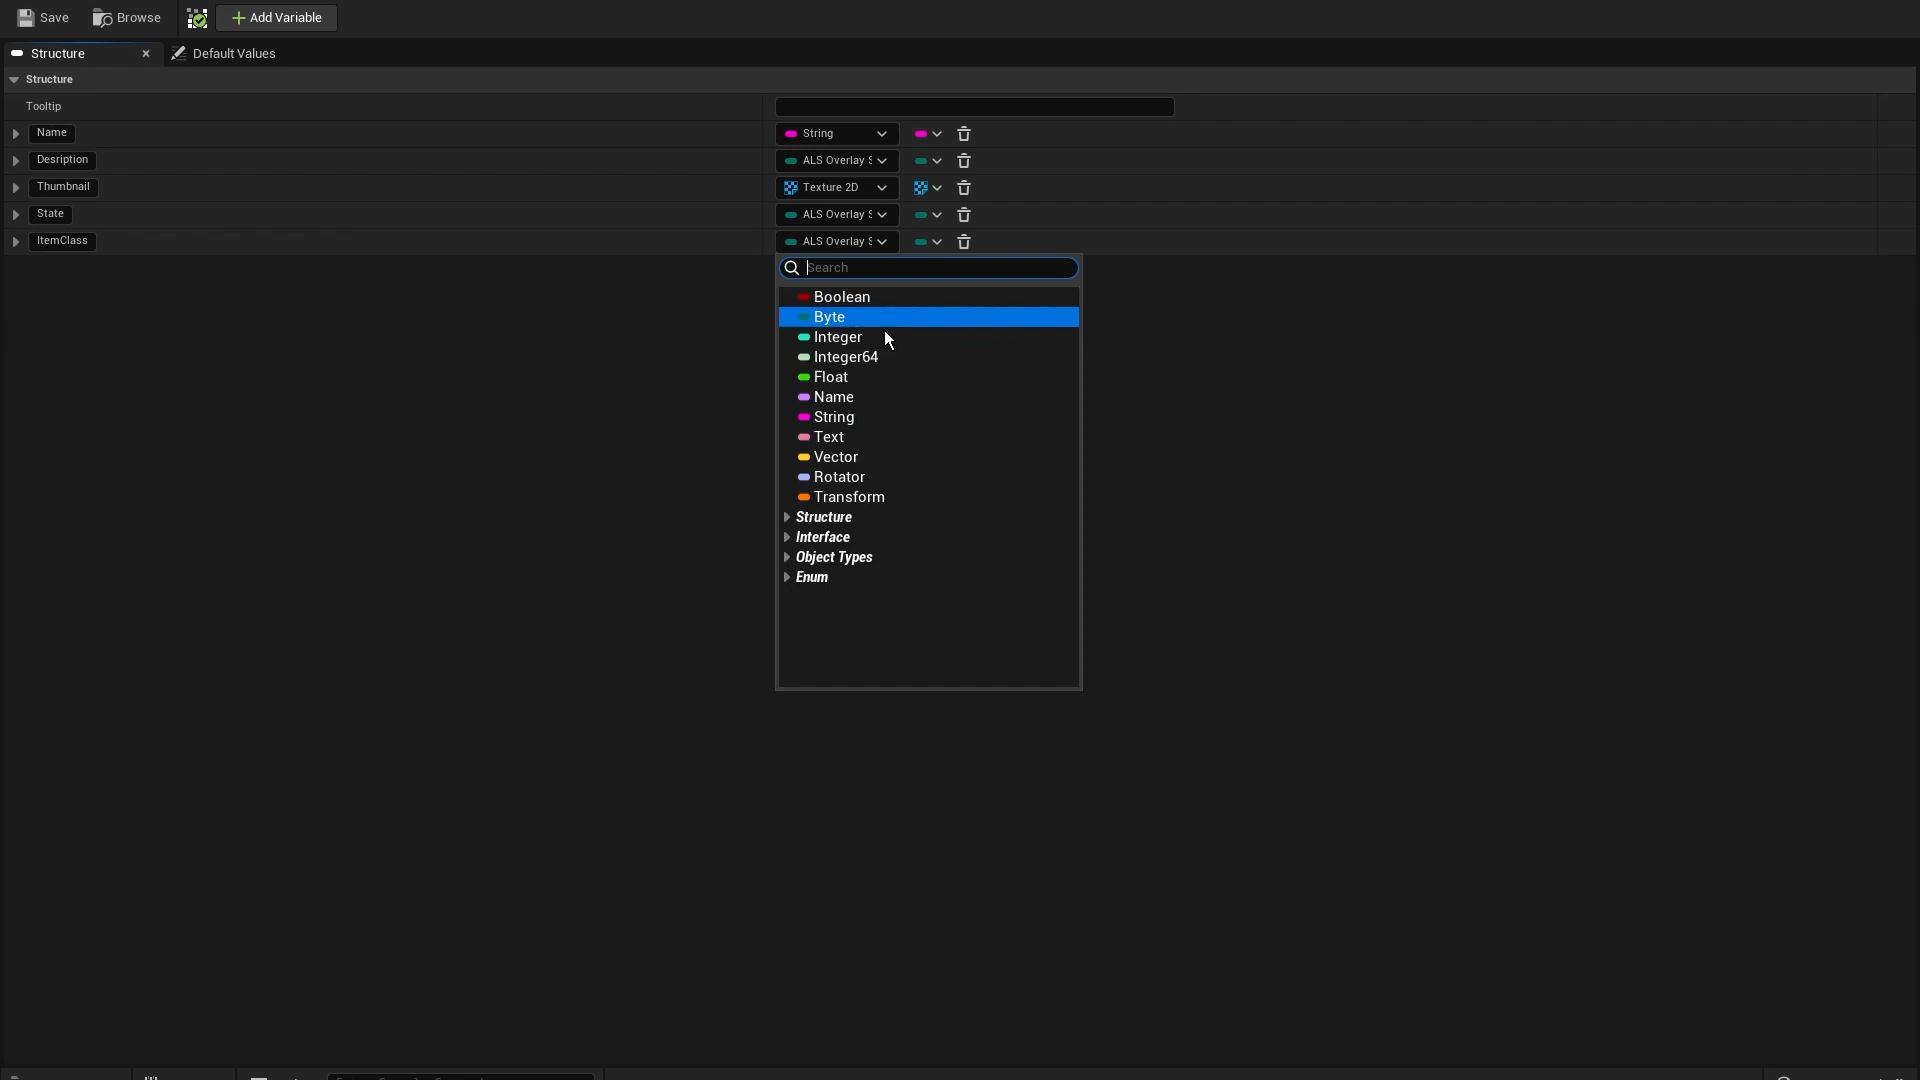 Save Browse Add Variable
Structure Default Values
Structure
Tooltip
Name String
Desription ALS Overlay S
Thumbnail Texture 2D
State ALS Overlay S
ItemClass ALS Overlay S
Search
Boolean
Byte
Integer
Integer64
Float
Name
String
Text
Vector
Rotator
Transform
Structure
Interface
Object Types
Enum